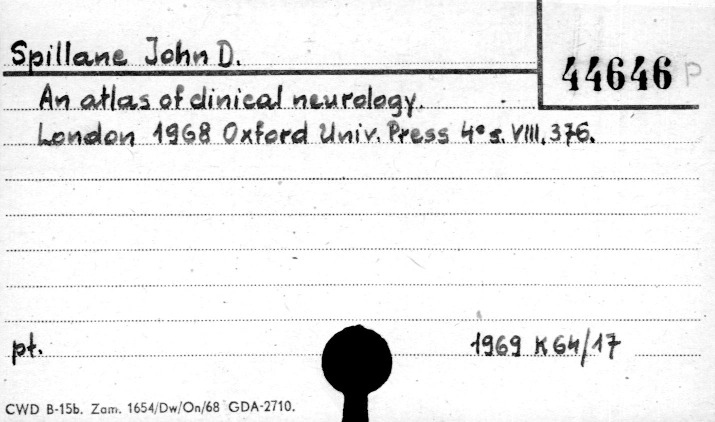 Spillane John D.
44646 P
An atlas of clinical neurology.
London 1968 Oxford Univ. Press 4° s. VIII, 376.
pt.
1969 K 64/17
CWD B-15b. Zam. 1654/Dw/On/68 GDA-2710.